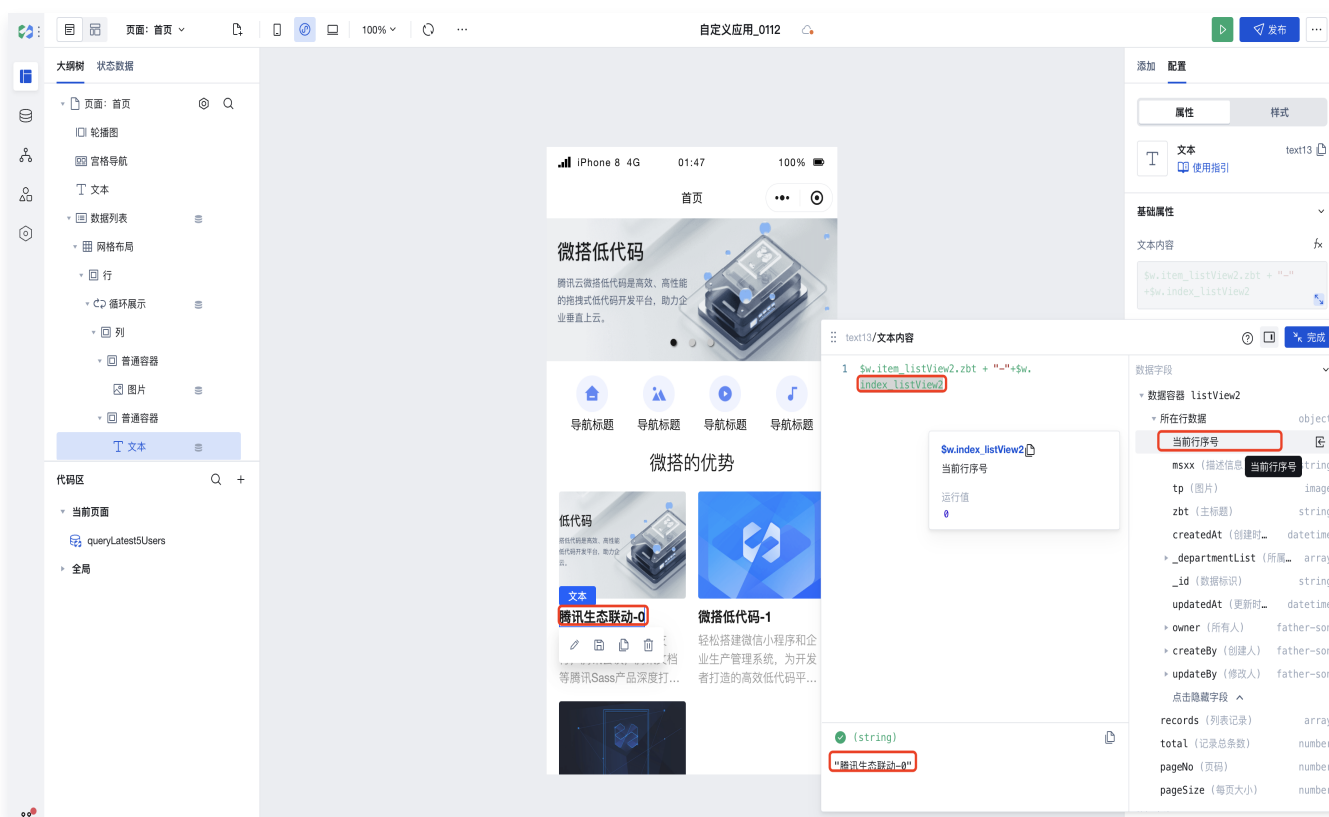 页面：首页
100%
自定义应用_0112
发布
大纲树 状态数据
页面：首页
轮播图
宫格导航
文本
数据列表
网格布局
行
循环展示
列
普通容器
图片
普通容器
文本
代码区
当前页面
queryLatest5Users
全局
iPhone 8 4G 01:47 100%
首页
微搭低代码
腾讯云微搭低代码是高效、高性能
的拖拽式低代码开发平台，助力企
业垂直上云。
导航标题 导航标题 导航标题 导航标题
微搭的优势
低代码
文本
腾讯生态联动-0
微搭低代码-1
轻松搭建微信小程序和企
业生产管理系统，为开发
者打造的高效低代码平...
等腾讯Sass产品深度打...
添加 配置
属性 样式
文本 text13
使用指引
基础属性
文本内容
$w.item_listView2.zbt + "-"
+$w.index_listView2
text13/文本内容
完成
1 $w.item_listView2.zbt + "-"+$w.
index_listView2
$w.index_listView2
当前行序号
运行值
0
(string)
"腾讯生态联动-0"
数据字段
数据容器 listView2
所在行数据 object
当前行序号
msxx (描述信息 string
当前行序号
tp (图片) image
zbt (主标题) string
createdAt (创建时… datetime
_departmentList (所属… array
_id (数据标识) string
updatedAt (更新时… datetime
owner (所有人) father-son
createBy (创建人) father-son
updateBy (修改人) father-son
点击隐藏字段
records (列表记录) array
total (记录总条数) number
pageNo (页码) number
pageSize (每页大小) number